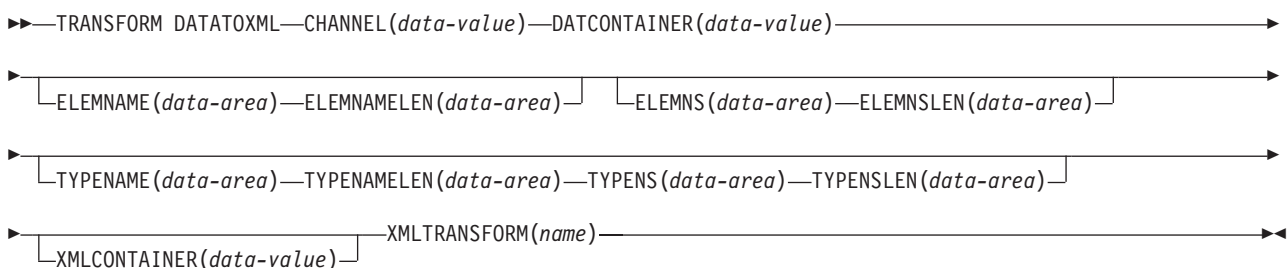 TRANSFORM DATATOXML CHANNEL(data-value) DATCONTAINER(data-value)
ELEMNAME(data-area) ELEMNAMELEN(data-area) ELEMNS(data-area) ELEMNSLEN(data-area)
TYPENAME(data-area) TYPENAMELEN(data-area) TYPENS(data-area) TYPENSLEN(data-area)
XMLTRANSFORM(name)
XMLCONTAINER(data-value)